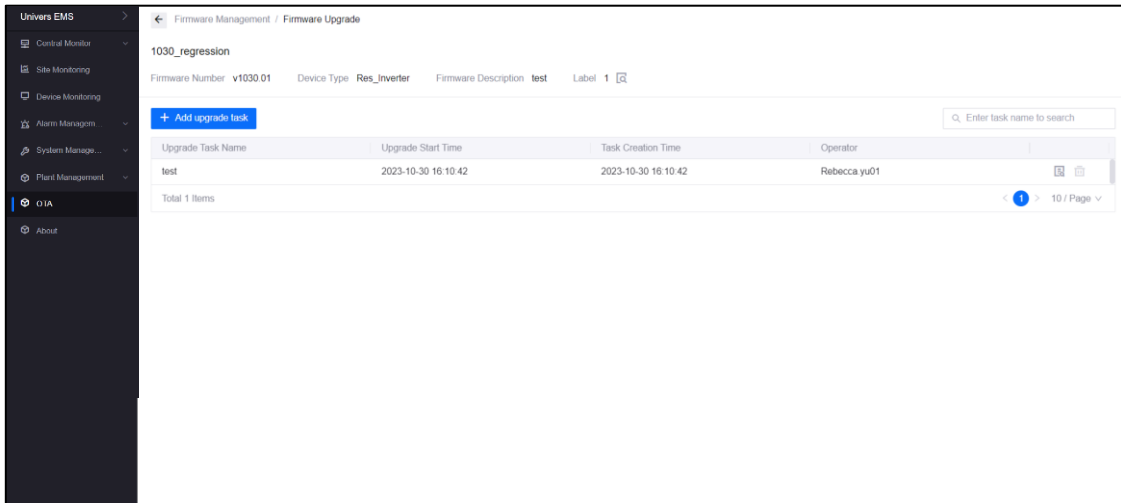 Univers EMS
Control Monitor
Site Monitoring
Device Monitoring
Alarm Managem...
System Manage...
Plant Management
OTA
About
Firmware Management / Firmware Upgrade
1030_regression
Firmware Number v1030.01 Device Type Res_Inverter Firmware Description test Label 1
+ Add upgrade task Enter task name to search
Upgrade Task Name Upgrade Start Time Task Creation Time Operator
test 2023-10-30 16:10:42 2023-10-30 16:10:42 Rebecca yu01
Total 1 Items < 1 > 10 / Page